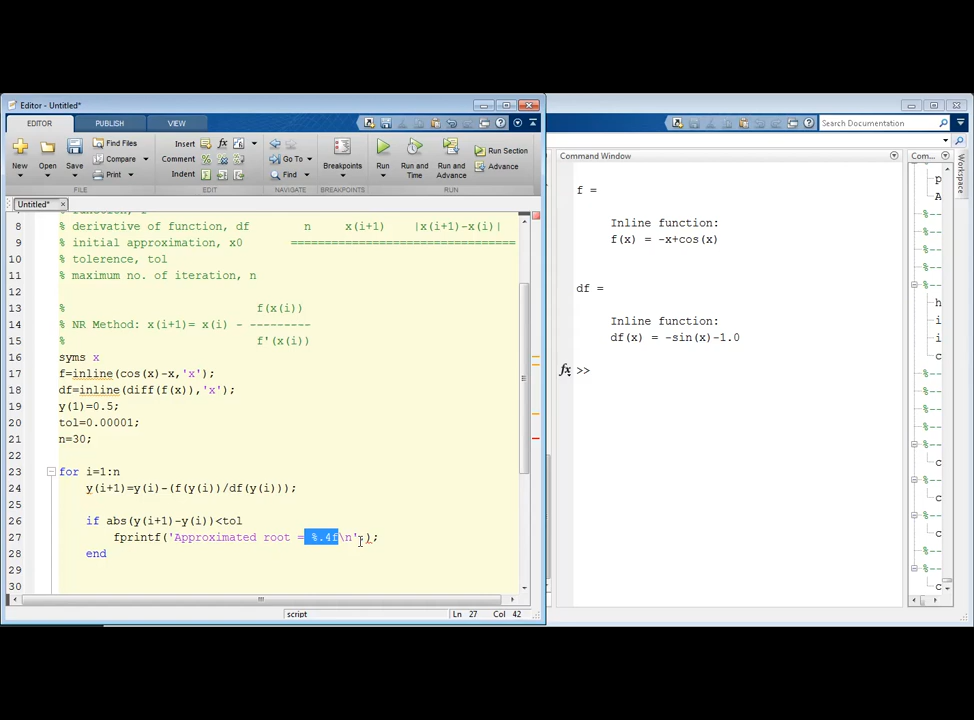 Editor - Untitled*
EDITOR PUBLISH VIEW
Search Documentation
New Open Save Find Files Compare Print
Insert Comment Indent
Go To Find
Breakpoints
Run Run and Time Run and Advance Run Section Advance
FILE EDIT NAVIGATE BREAKPOINTS RUN
Untitled*
8 % derivative of function, df n x(i+1) |x(i+1)-x(i)|
9 % initial approximation, x0 =================================
10 % tolerence, tol
11 % maximum no. of iteration, n
12
13 % f(x(i))
14 % NR Method: x(i+1)= x(i) - ---------
15 % f'(x(i))
16 syms x
17 f=inline(cos(x)-x,'x');
18 df=inline(diff(f(x)),'x');
19 y(1)=0.5;
20 tol=0.00001;
21 n=30;
22
23 for i=1:n
24 y(i+1)=y(i)-(f(y(i))/df(y(i)));
25
26 if abs(y(i+1)-y(i))<tol
27 fprintf('Approximated root = %.4f\n',);
28 end
29
30
script Ln 27 Col 42
Command Window
f =
Inline function:
f(x) = -x+cos(x)
df =
Inline function:
df(x) = -sin(x)-1.0
fx >>
Com...
Workspace